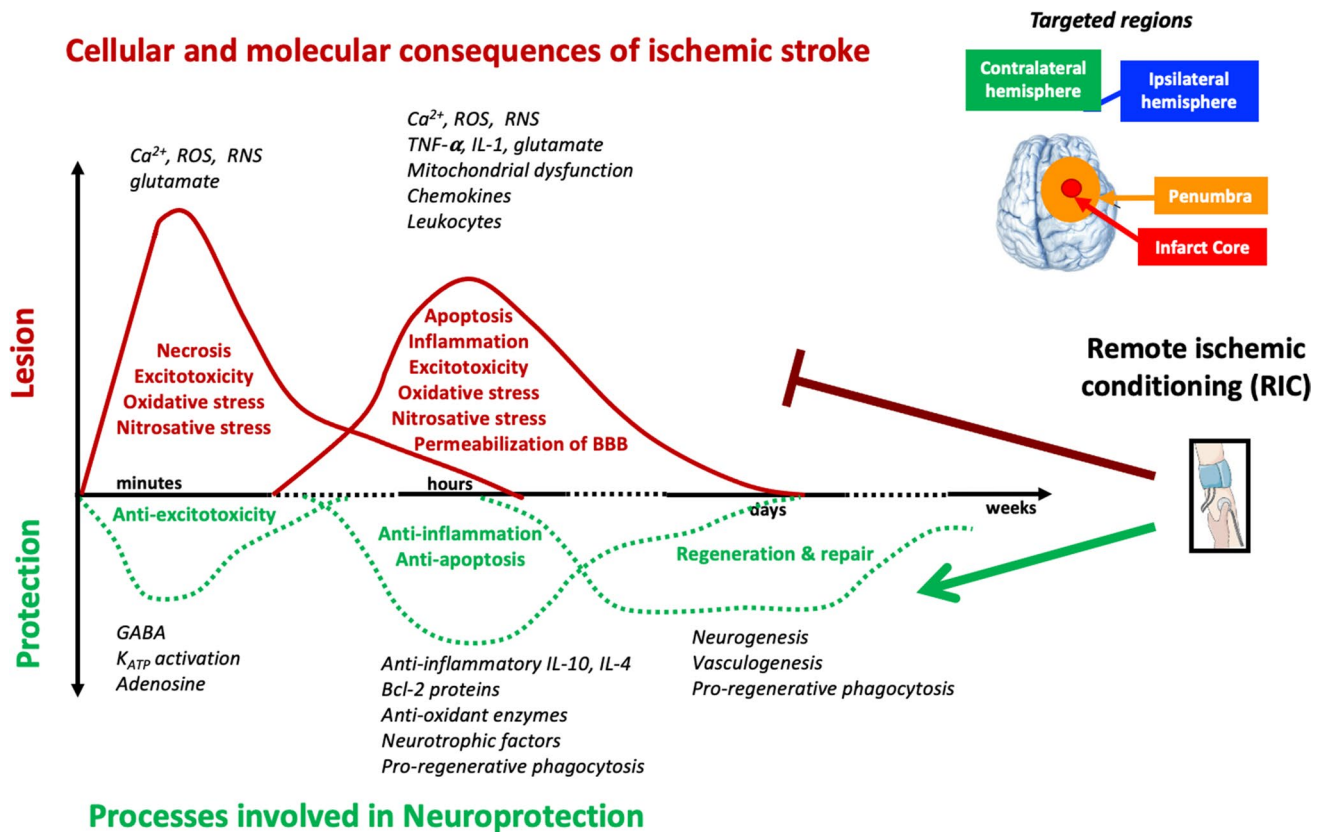 Cellular and molecular consequences of ischemic stroke
Targeted regions
Contralateral
hemisphere
Ipsilateral
hemisphere
Penumbra
Infarct Core
Ca²⁺, ROS, RNS
glutamate
Ca²⁺, ROS, RNS
TNF-α, IL-1, glutamate
Mitochondrial dysfunction
Chemokines
Leukocytes
Lesion
Necrosis
Excitotoxicity
Oxidative stress
Nitrosative stress
Apoptosis
Inflammation
Excitotoxicity
Oxidative stress
Nitrosative stress
Permeabilization of BBB
Remote ischemic
conditioning (RIC)
minutes
hours
days
weeks
Protection
Anti-excitotoxicity
Anti-inflammation
Anti-apoptosis
Regeneration & repair
GABA
K_ATP activation
Adenosine
Anti-inflammatory IL-10, IL-4
Bcl-2 proteins
Anti-oxidant enzymes
Neurotrophic factors
Pro-regenerative phagocytosis
Neurogenesis
Vasculogenesis
Pro-regenerative phagocytosis
Processes involved in Neuroprotection